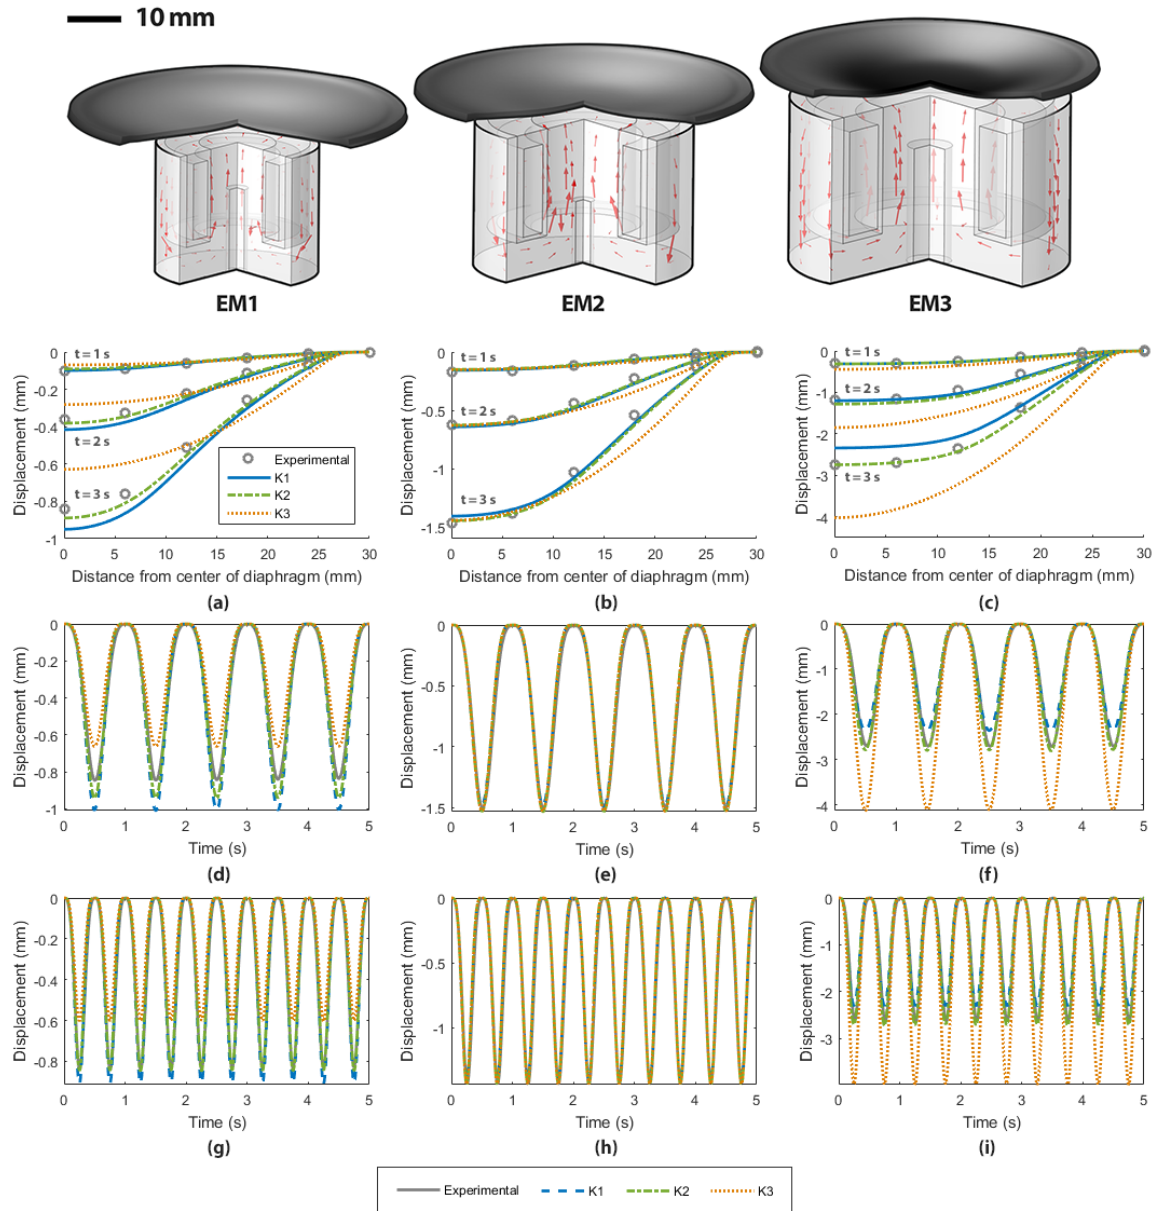 10 mm
EM1 EM2 EM3
Displacement (mm)
0
-0.2
-0.4
-0.6
-0.8
-1
t = 1 s
t = 2 s
t = 3 s
Experimental
K1
K2
K3
0 5 10 15 20 25 30
Distance from center of diaphragm (mm)
(a)
Displacement (mm)
0
-0.5
-1
-1.5
t = 1 s
t = 2 s
t = 3 s
0 5 10 15 20 25 30
Distance from center of diaphragm (mm)
(b)
Displacement (mm)
0
-1
-2
-3
-4
t = 1 s
t = 2 s
t = 3 s
0 5 10 15 20 25 30
Distance from center of diaphragm (mm)
(c)
Displacement (mm)
0
-0.2
-0.4
-0.6
-0.8
-1
0 1 2 3 4 5
Time (s)
(d)
Displacement (mm)
0
-0.5
-1
-1.5
0 1 2 3 4 5
Time (s)
(e)
Displacement (mm)
0
-1
-2
-3
-4
0 1 2 3 4 5
Time (s)
(f)
Displacement (mm)
0
-0.2
-0.4
-0.6
-0.8
0 1 2 3 4 5
Time (s)
(g)
Displacement (mm)
0
-0.5
-1
0 1 2 3 4 5
Time (s)
(h)
Displacement (mm)
0
-1
-2
-3
0 1 2 3 4 5
Time (s)
(i)
Experimental K1 K2 K3